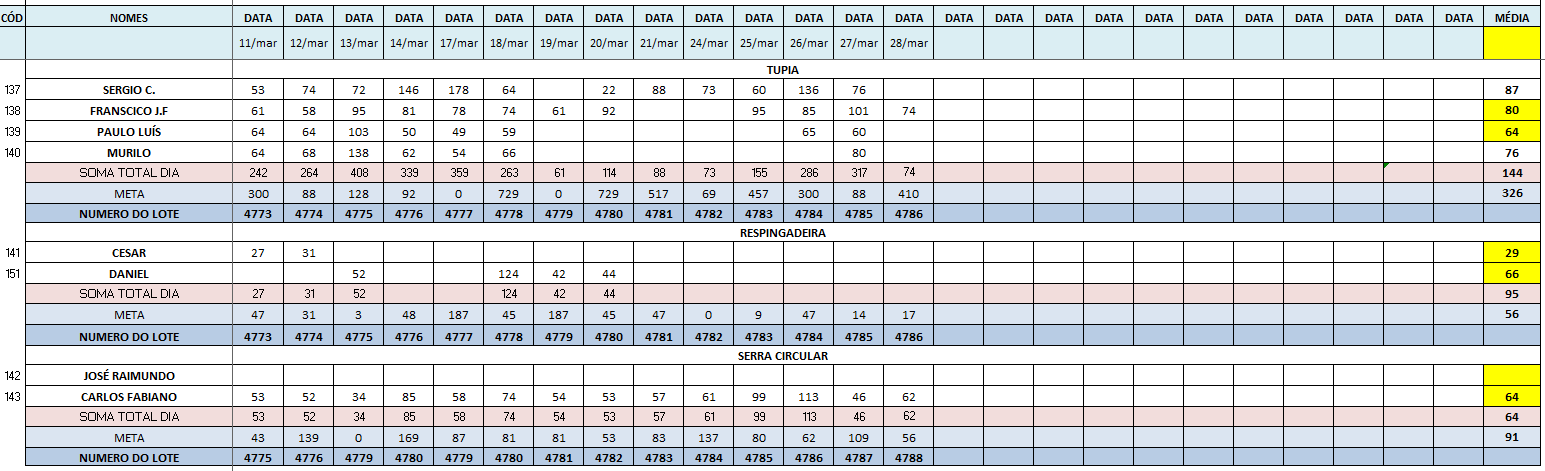 CÓD NOMES DATA DATA DATA DATA DATA DATA DATA DATA DATA DATA DATA DATA DATA DATA DATA DATA DATA DATA DATA DATA DATA DATA DATA DATA DATA MÉDIA
11/mar 12/mar 13/mar 14/mar 17/mar 18/mar 19/mar 20/mar 21/mar 24/mar 25/mar 26/mar 27/mar 28/mar
TUPIA
137 SERGIO C. 53 74 72 146 178 64 22 88 73 60 136 76 87
138 FRANSCICO J.F 61 58 95 81 78 74 61 92 95 85 101 74 80
139 PAULO LUÍS 64 64 103 50 49 59 65 60 64
140 MURILO 64 68 138 62 54 66 80 76
SOMA TOTAL DIA 242 264 408 339 359 263 61 114 88 73 155 286 317 74 144
META 300 88 128 92 0 729 0 729 517 69 457 300 88 410 326
NUMERO DO LOTE 4773 4774 4775 4776 4777 4778 4779 4780 4781 4782 4783 4784 4785 4786
RESPINGADEIRA
141 CESAR 27 31 29
151 DANIEL 52 124 42 44 66
SOMA TOTAL DIA 27 31 52 124 42 44 95
META 47 31 3 48 187 45 187 45 47 0 9 47 14 17 56
NUMERO DO LOTE 4773 4774 4775 4776 4777 4778 4779 4780 4781 4782 4783 4784 4785 4786
SERRA CIRCULAR
142 JOSÉ RAIMUNDO
143 CARLOS FABIANO 53 52 34 85 58 74 54 53 57 61 99 113 46 62 64
SOMA TOTAL DIA 53 52 34 85 58 74 54 53 57 61 99 113 46 62 64
META 43 139 0 169 87 81 81 53 83 137 80 62 109 56 91
NUMERO DO LOTE 4775 4776 4779 4780 4779 4780 4781 4782 4783 4784 4785 4786 4787 4788